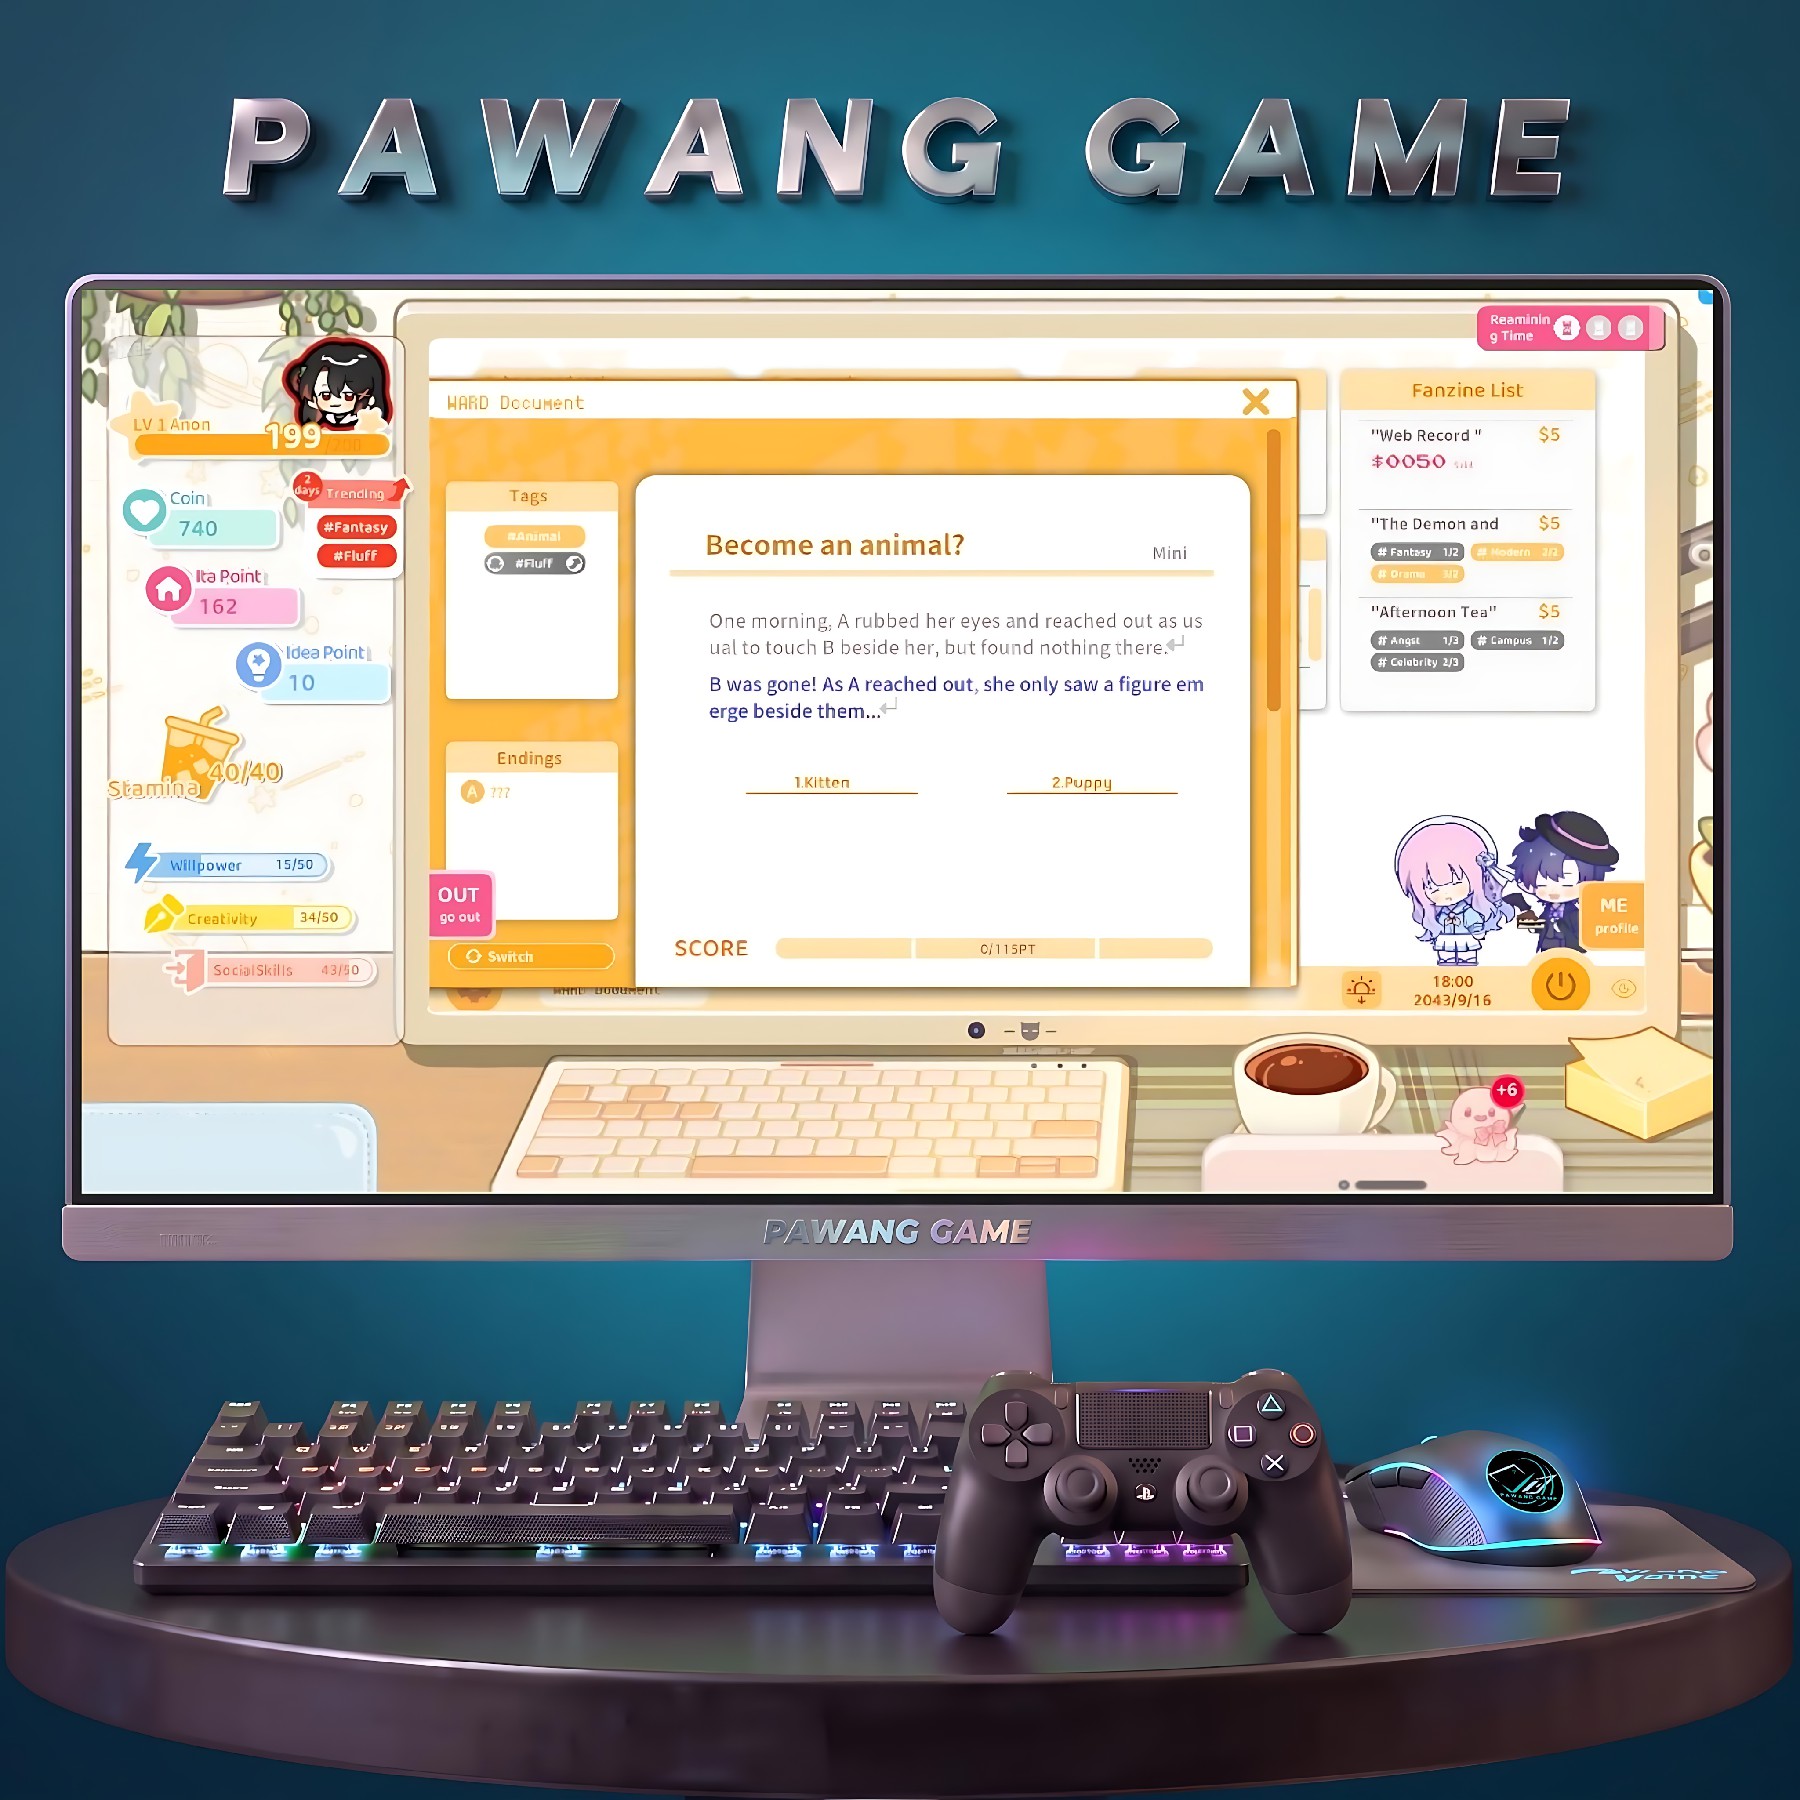 PAWANG GAME
Reaminin
g Time
LV 1 Anon
199/200
Coin
740
2
days
Trending
#Fantasy
#Fluff
Ita Point
162
Idea Point
10
Stamina 40/40
Willpower 15/50
Creativity 34/50
SocialSkills 43/50
WARD Document
Tags
#Animal
#Fluff
Endings
A ???
OUT
go out
Switch
Become an animal?
Mini
One morning, A rubbed her eyes and reached out as us
ual to touch B beside her, but found nothing there.
B was gone! As A reached out, she only saw a figure em
erge beside them...
1.Kitten
2.Puppy
SCORE
0/115PT
Fanzine List
"Web Record " $5
$0050
"The Demon and $5
# Fantasy 1/2 # Modern 2/2
# Drama
"Afternoon Tea" $5
# Angst 1/3 # Campus 1/2
# Celebrity 2/3
ME
profile
WARD Document
18:00
2043/9/16
+6
PAWANG GAME
PAWANG GAME